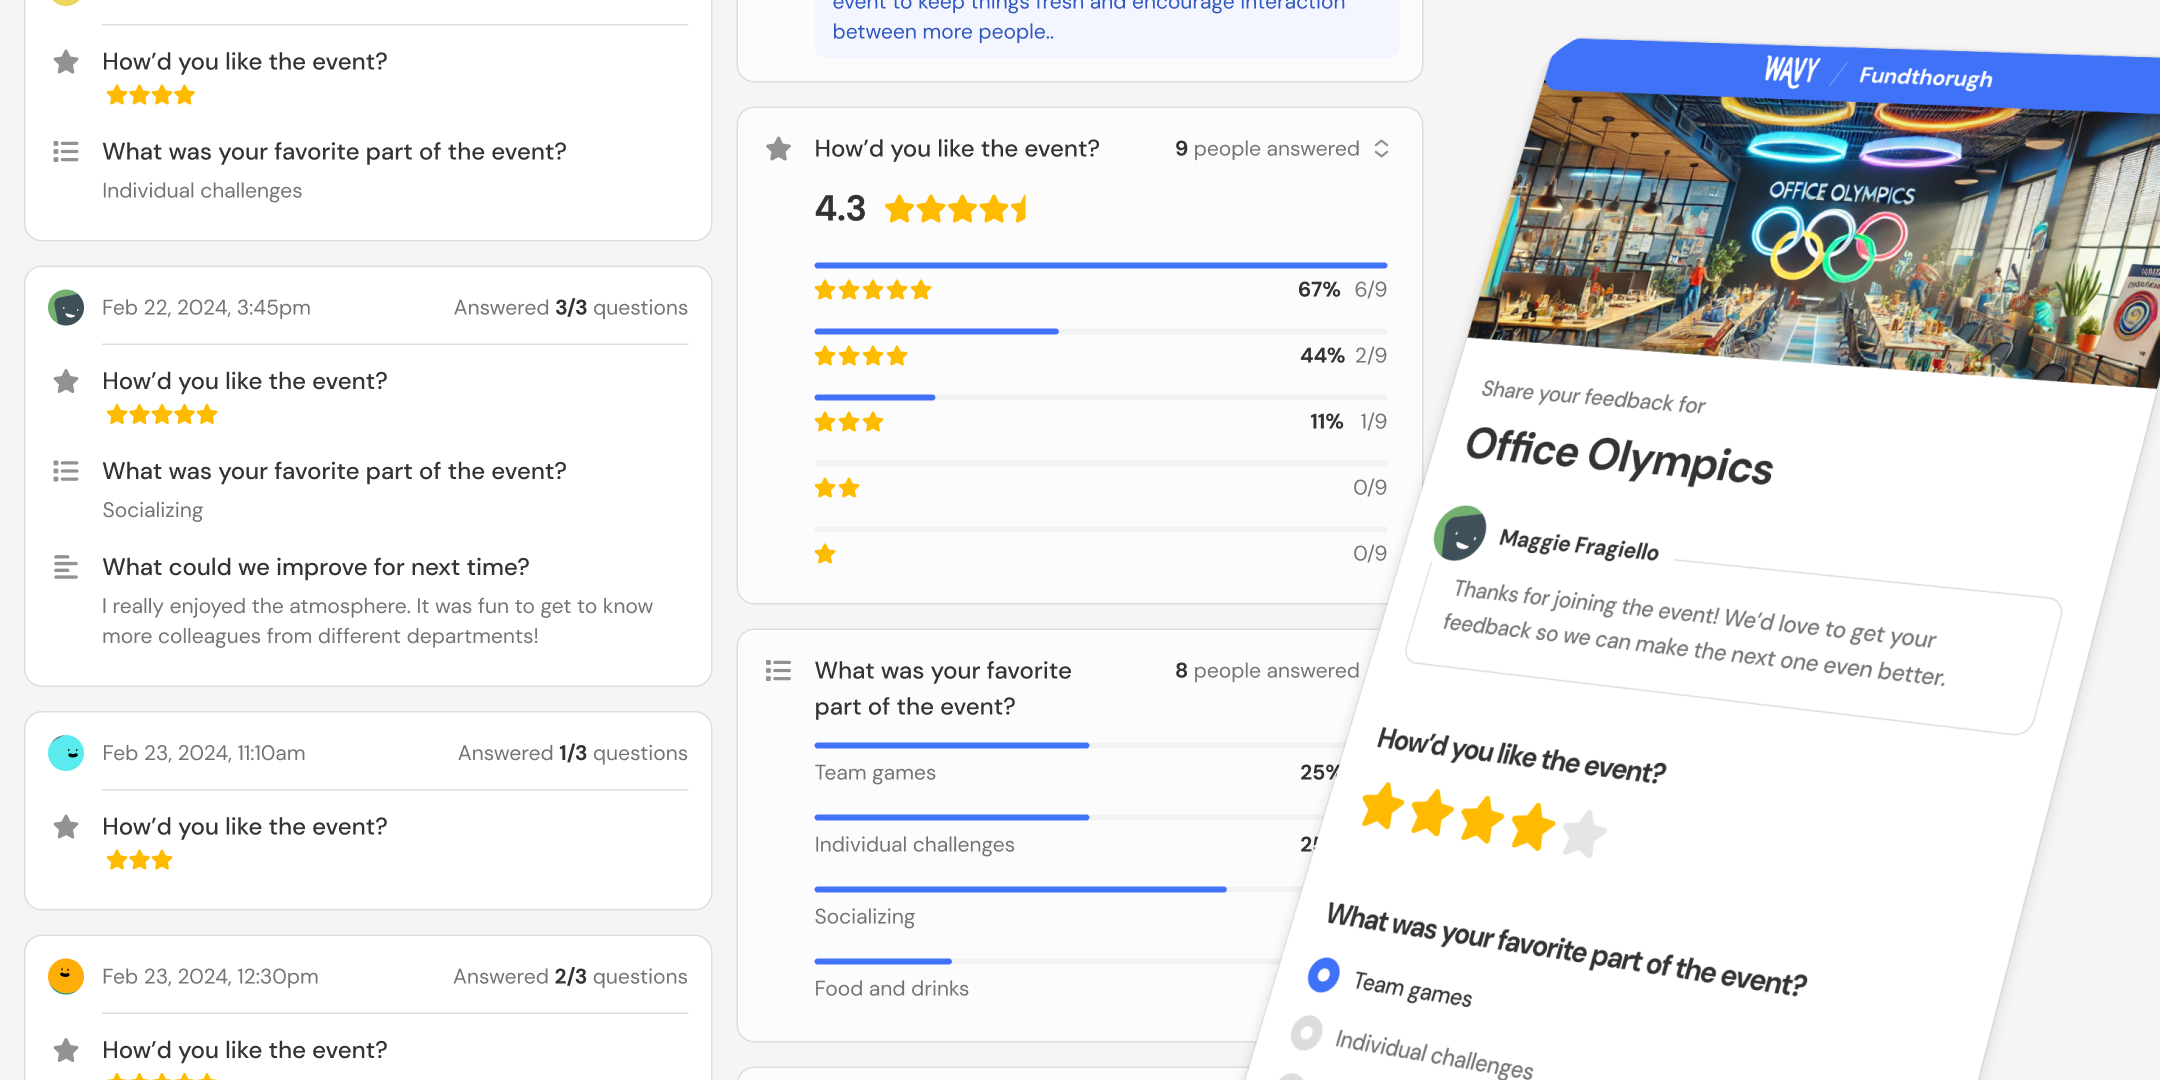 How'd you like the event?
What was your favorite part of the event?
Individual challenges
Feb 22, 2024, 3:45pm
Answered 3/3 questions
How'd you like the event?
What was your favorite part of the event?
Socializing
What could we improve for next time?
I really enjoyed the atmosphere. It was fun to get to know
more colleagues from different departments!
Feb 23, 2024, 11:10am
Answered 1/3 questions
How'd you like the event?
Feb 23, 2024, 12:30pm
Answered 2/3 questions
How'd you like the event?
event to keep things fresh and encourage interaction
between more people..
How'd you like the event?
9 people answered
4.3
67% 6/9
44% 2/9
11% 1/9
0/9
0/9
What was your favorite
part of the event?
8 people answered
Team games
25%
Individual challenges
Socializing
Food and drinks
WAVY / Fundthorugh
OFFICE OLYMPICS
Share your feedback for
Office Olympics
Maggie Fragiello
Thanks for joining the event! We'd love to get your
feedback so we can make the next one even better.
How'd you like the event?
What was your favorite part of the event?
Team games
Individual challenges